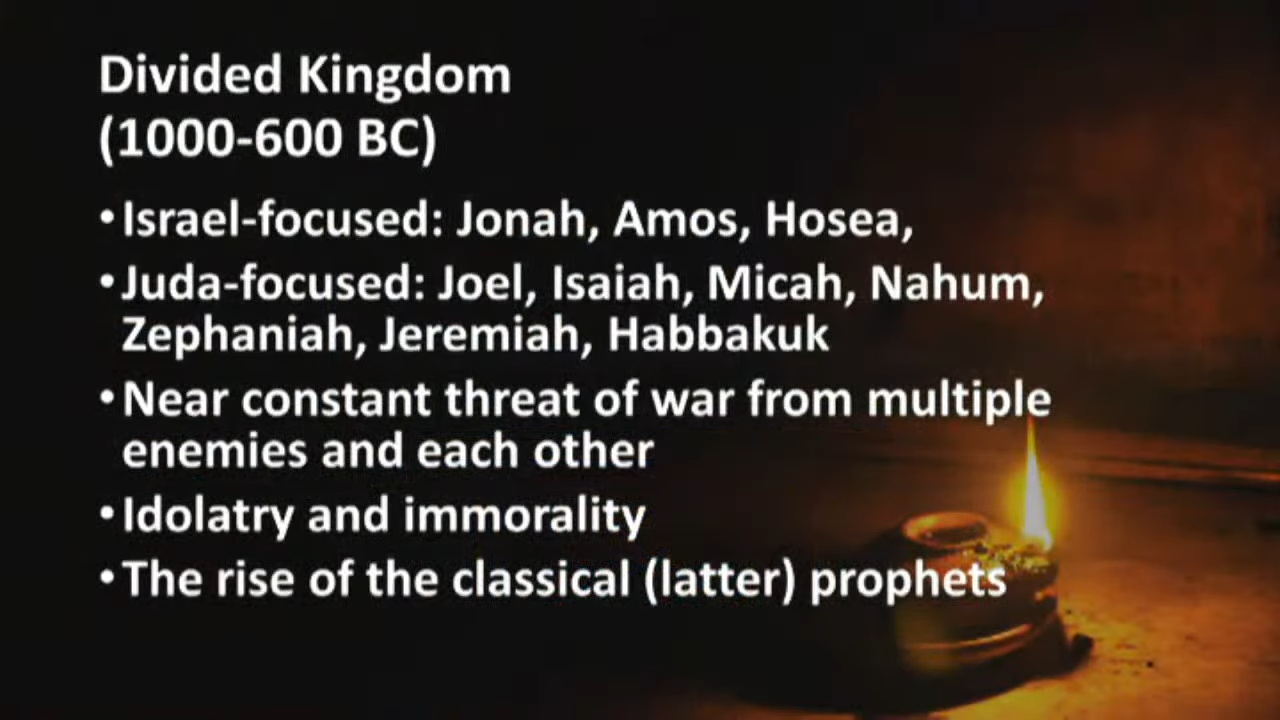 Divided Kingdom
(1000-600 BC)
•Israel-focused: Jonah, Amos, Hosea,
•Juda-focused: Joel, Isaiah, Micah, Nahum,
Zephaniah, Jeremiah, Habbakuk
•Near constant threat of war from multiple
enemies and each other
•Idolatry and immorality
•The rise of the classical (latter) prophets